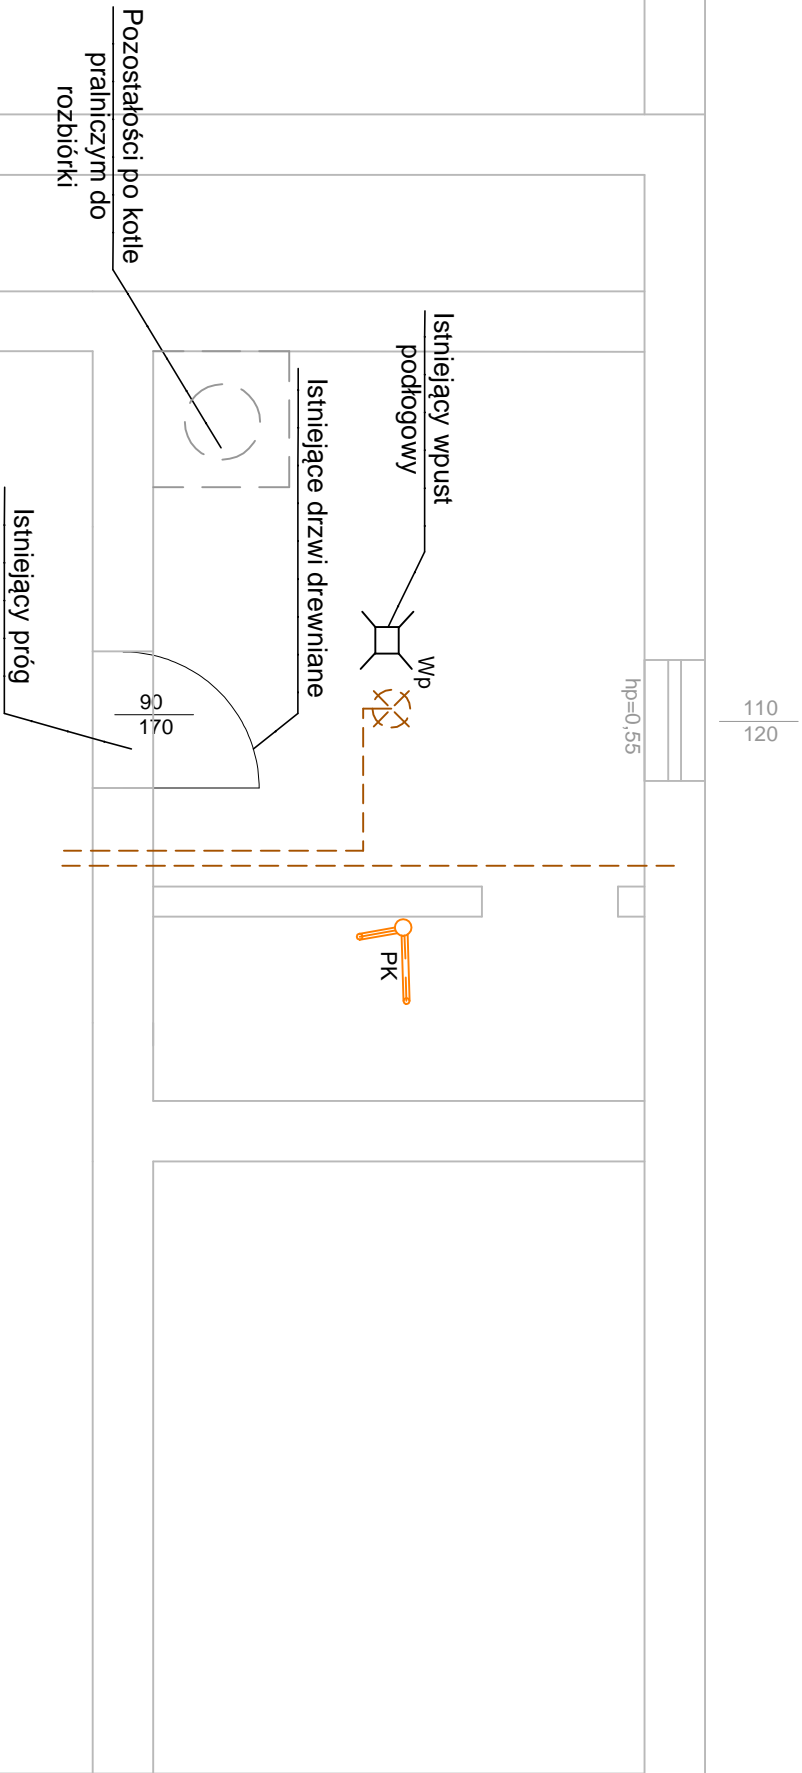 Pozostałości po kotle
pralniczym do
rozbiórki
Istniejący wpust
podłogowy
Istniejące drzwi drewniane
Istniejący próg
Wp
hp=0,55
110
120
90
170
PK